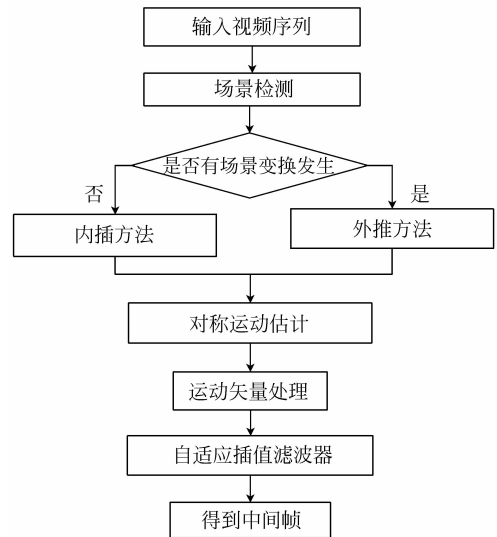 输入视频序列
场景检测
是否有场景变换发生
否
是
内插方法
外推方法
对称运动估计
运动矢量处理
自适应插值滤波器
得到中间帧